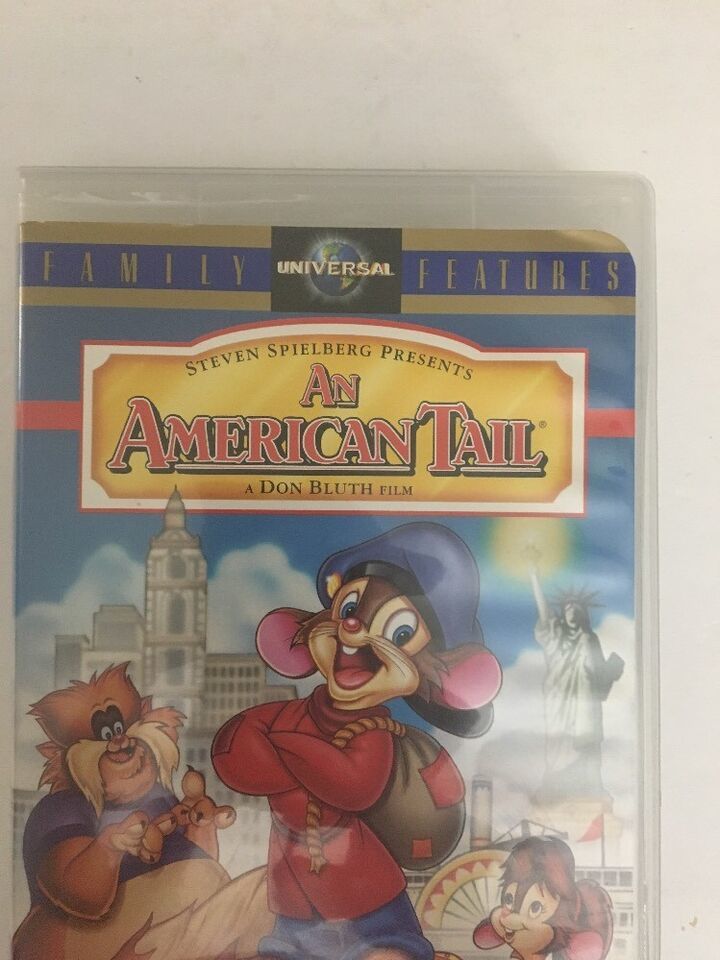 FAMILY UNIVERSAL FEATURES
STEVEN SPIELBERG PRESENTS
AN
AMERICAN TAIL®
A DON BLUTH FILM